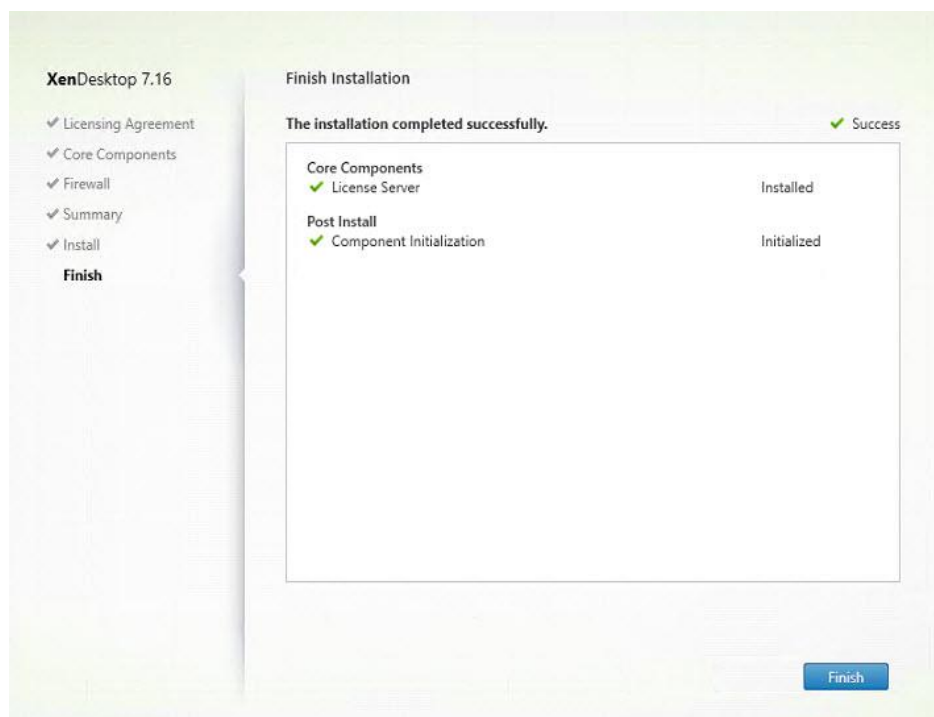 XenDesktop 7.16
Licensing Agreement
Core Components
Firewall
Summary
Install
Finish
Finish Installation
The installation completed successfully.
Success
Core Components
License Server Installed
Post Install
Component Initialization Initialized
Finish